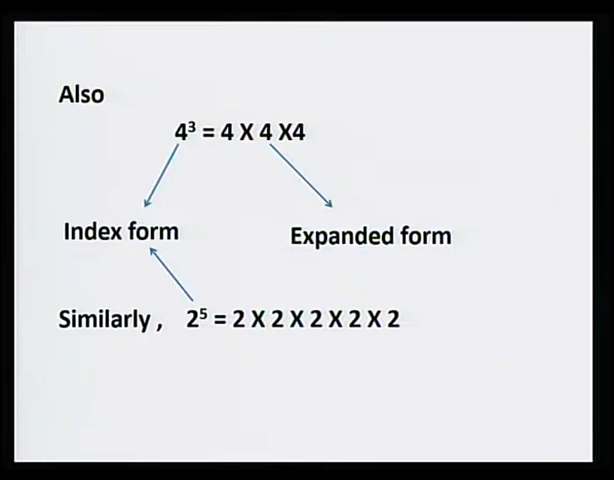 Also
4³ = 4 X 4 X4
Index form
Expanded form
Similarly , 2⁵ = 2 X 2 X 2 X 2 X 2